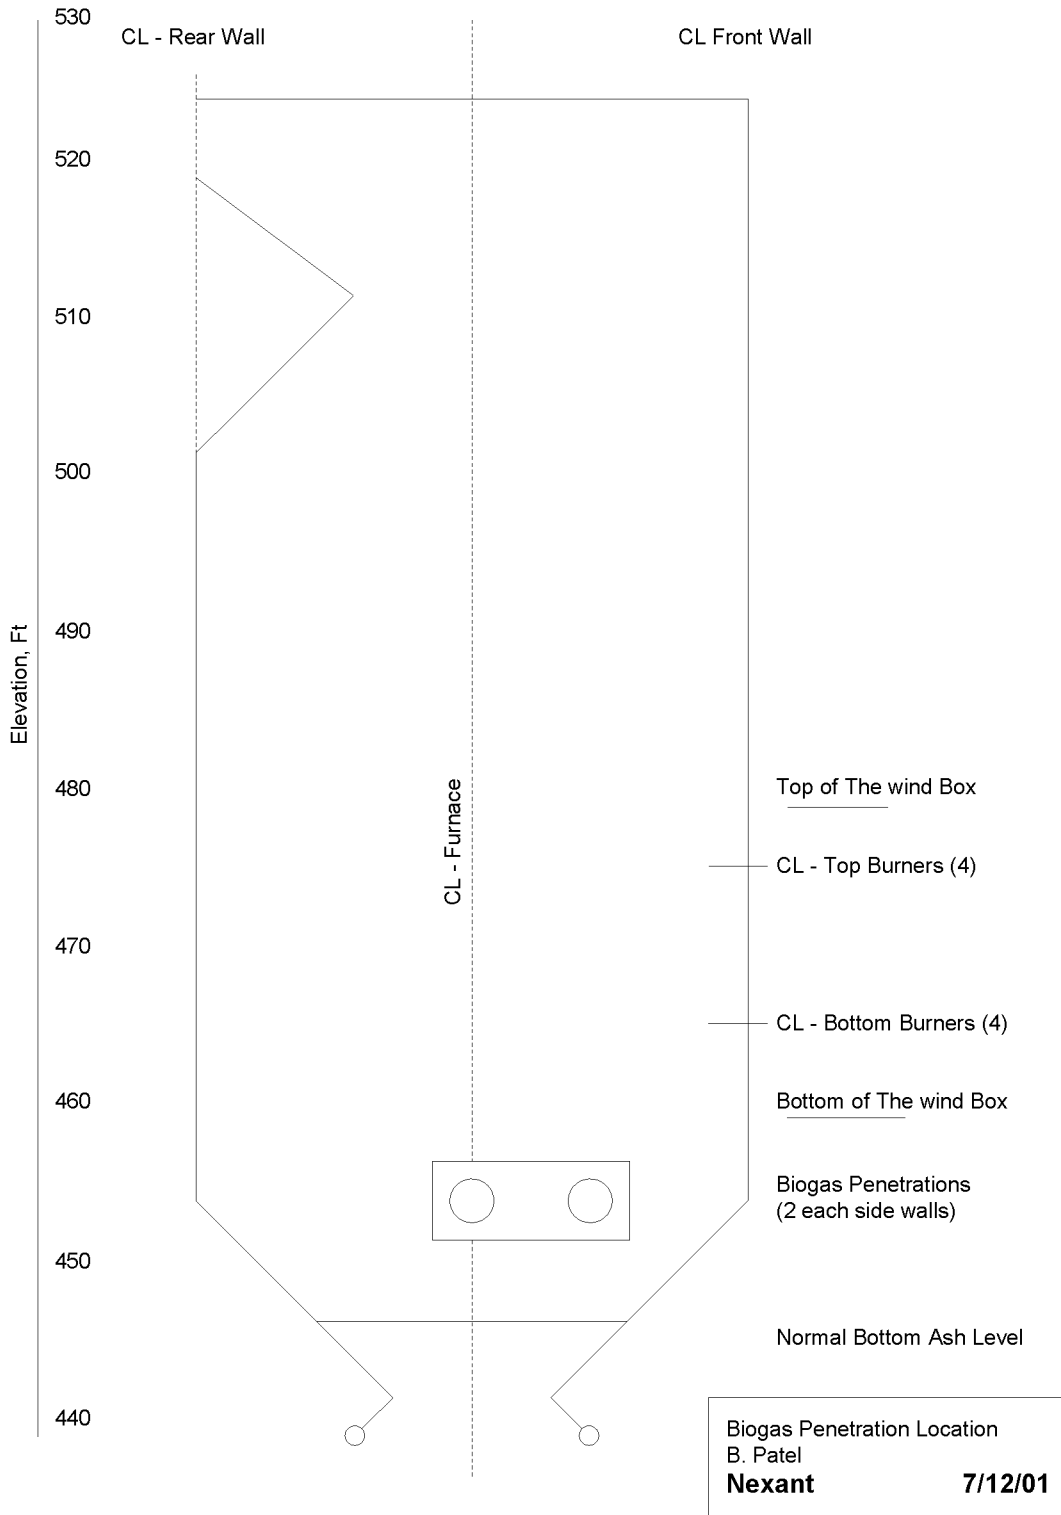 530
CL - Rear Wall
CL Front Wall
520
510
500
490
Elevation, Ft
480
Top of The wind Box
CL - Furnace
CL - Top Burners (4)
470
CL - Bottom Burners (4)
460
Bottom of The wind Box
Biogas Penetrations
(2 each side walls)
450
Normal Bottom Ash Level
440
Biogas Penetration Location
B. Patel
Nexant 7/12/01